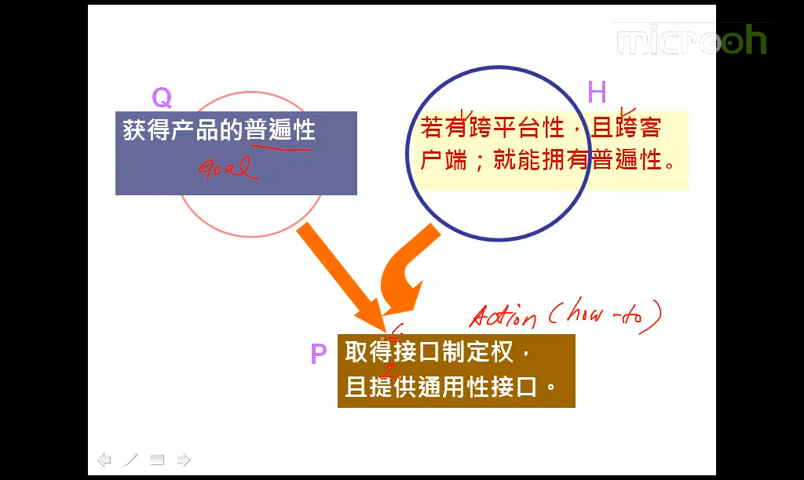 microoh
Q
获得产品的普遍性
goal
H
若有跨平台性，且跨客
户端；就能拥有普遍性。
Action (how-to)
P
1.
取得接口制定权，
2.
且提供通用性接口。